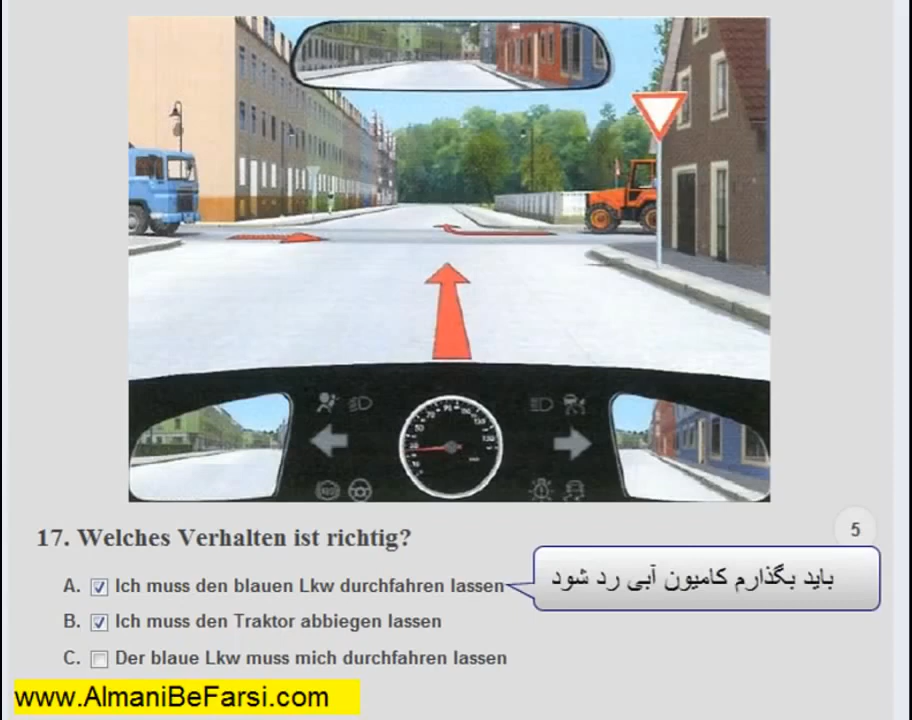 17. Welches Verhalten ist richtig?
5
A. Ich muss den blauen Lkw durchfahren lassen
باید بگذارم کامیون آبی رد شود
B. Ich muss den Traktor abbiegen lassen
C. Der blaue Lkw muss mich durchfahren lassen
www.AlmaniBeFarsi.com